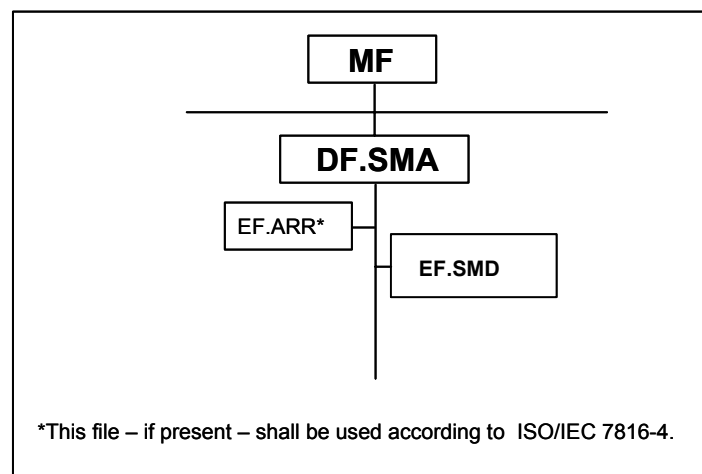 MF
DF.SMA
EF.ARR*
EF.SMD
*This file – if present – shall be used according to ISO/IEC 7816-4.